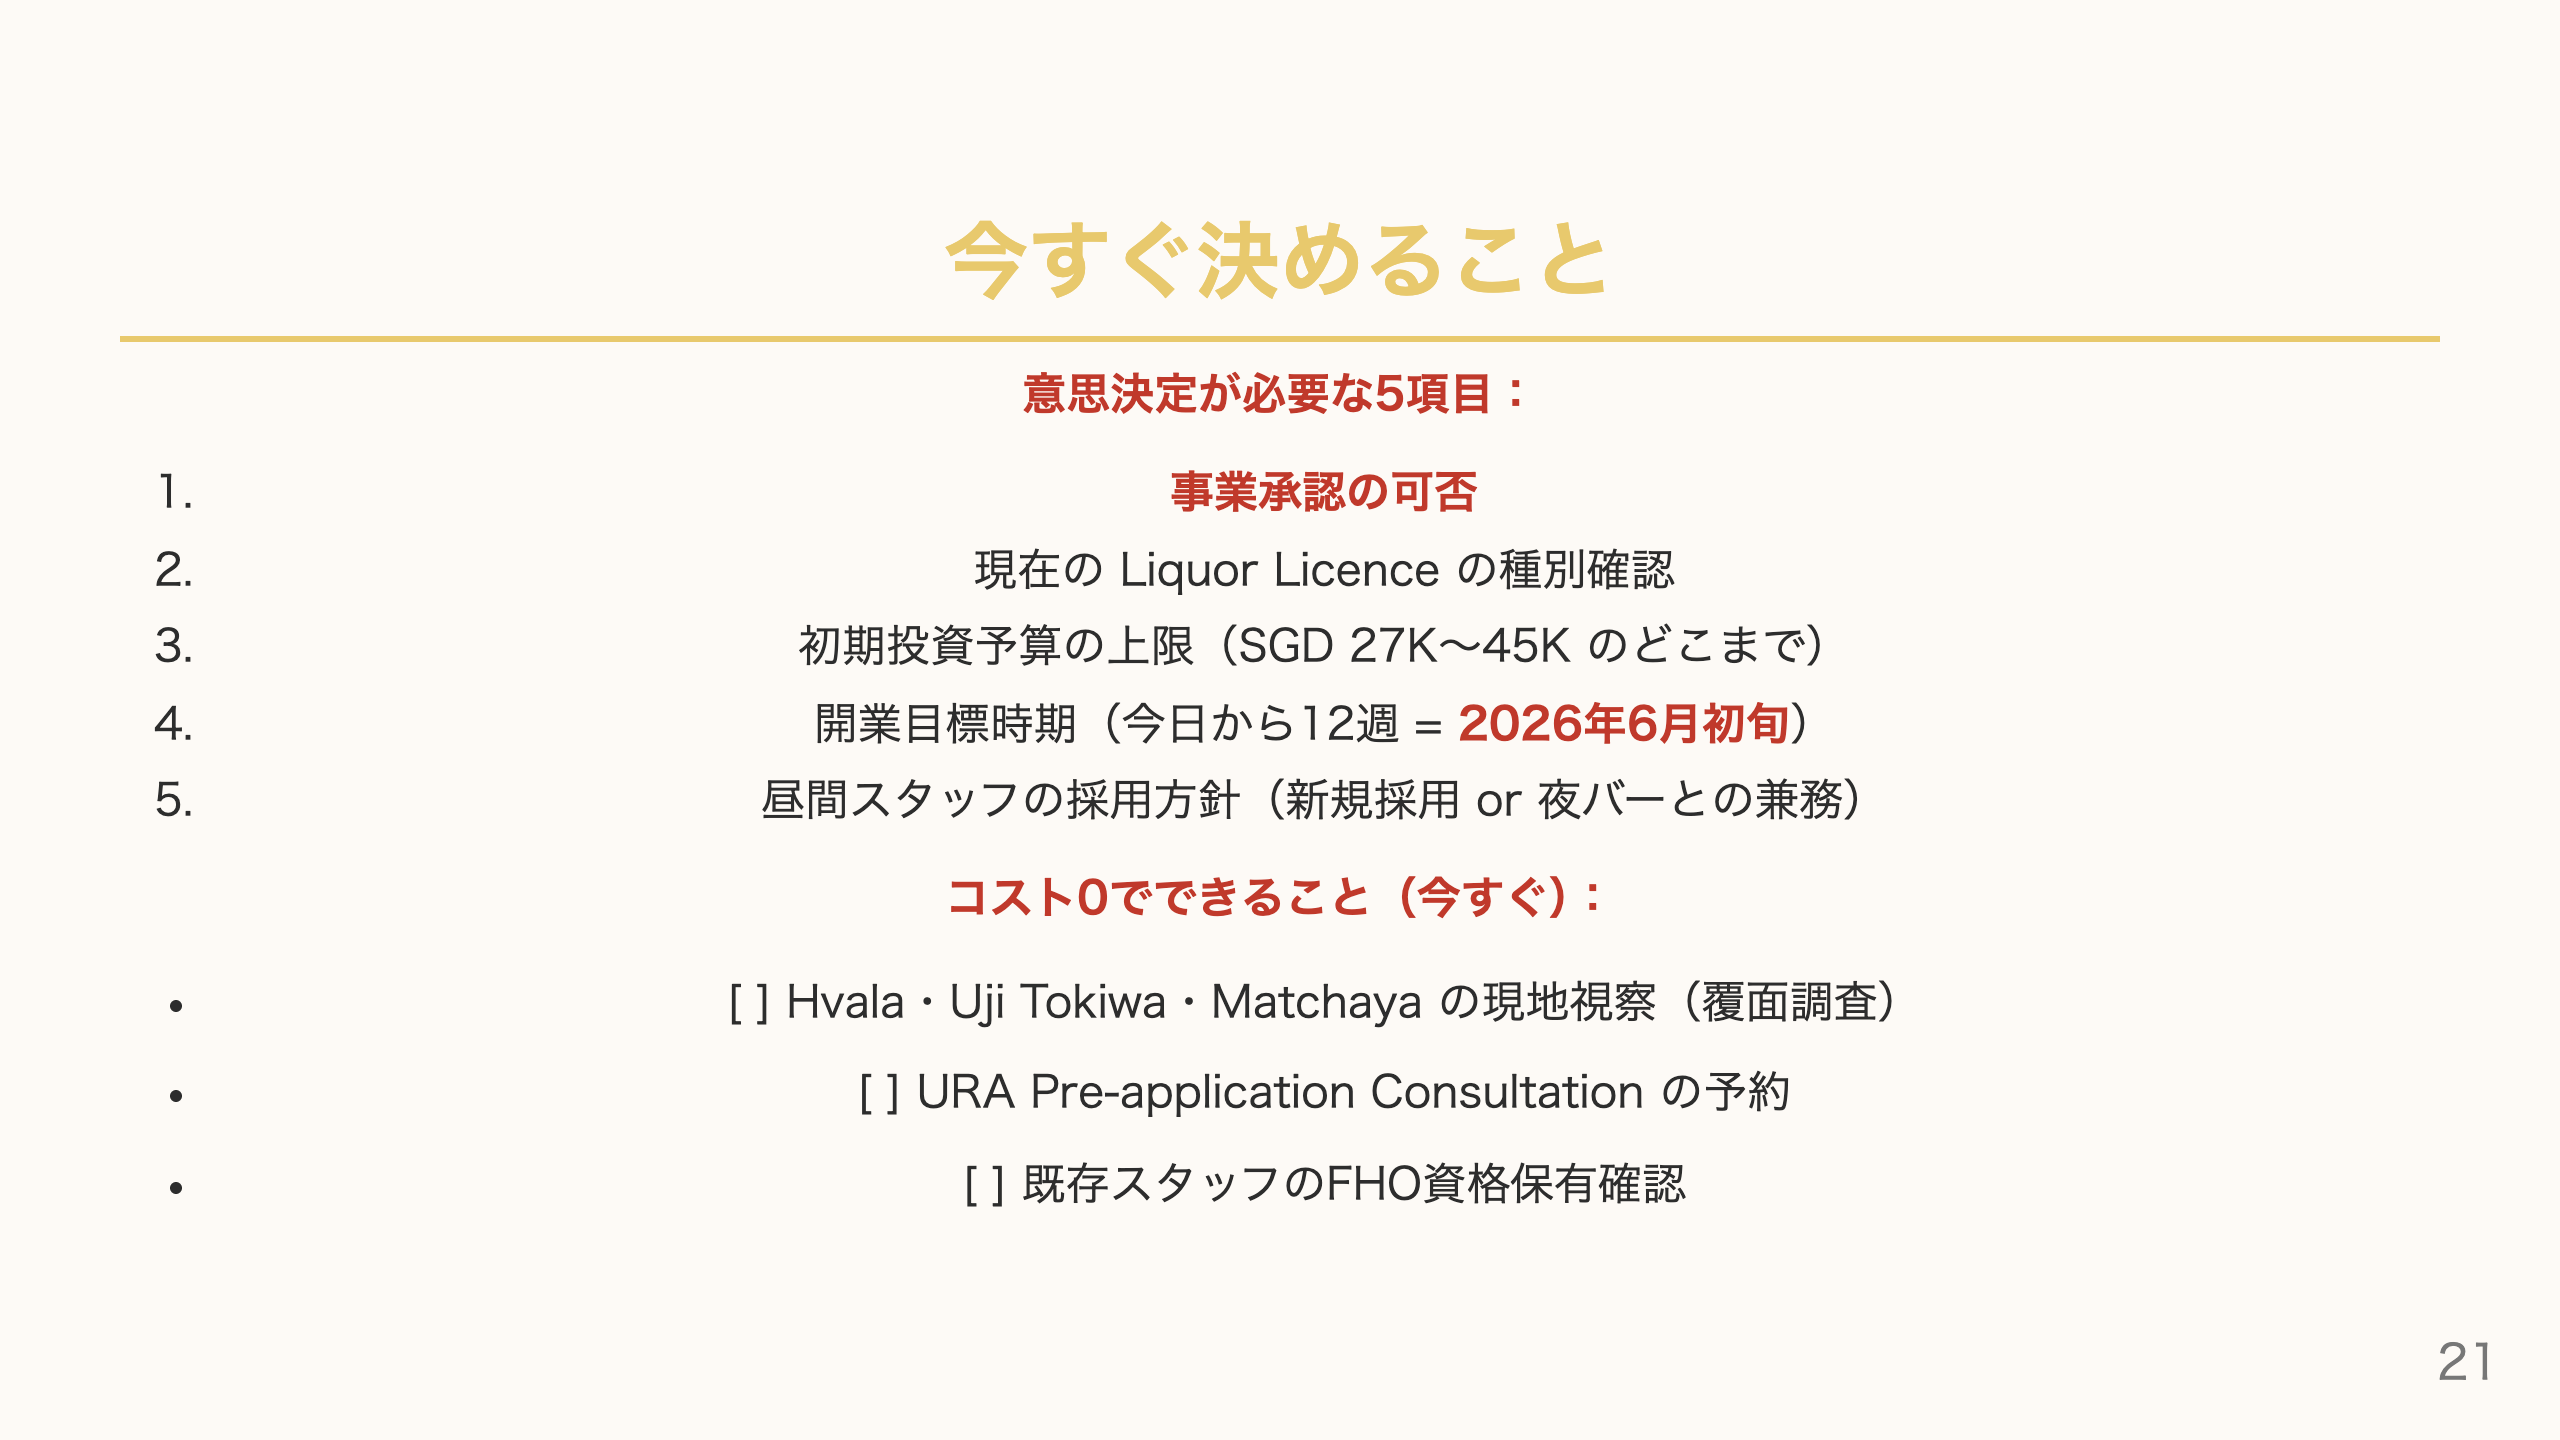 今すぐ決めること
意思決定が必要な5項目：
1. 事業承認の可否
2. 現在の Liquor Licence の種別確認
3. 初期投資予算の上限（SGD 27K〜45K のどこまで）
4. 開業目標時期（今日から12週 = 2026年6月初旬）
5. 昼間スタッフの採用方針（新規採用 or 夜バーとの兼務）
コスト0でできること（今すぐ）：
• [ ] Hvala・Uji Tokiwa・Matchaya の現地視察（覆面調査）
• [ ] URA Pre-application Consultation の予約
• [ ] 既存スタッフのFHO資格保有確認
21